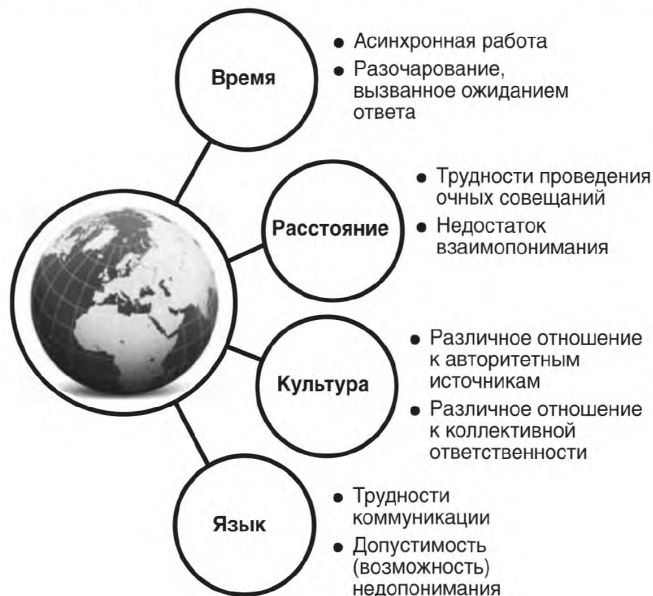 Время
● Асинхронная работа
● Разочарование,
вызванное ожиданием
ответа
Расстояние
● Трудности проведения
очных совещаний
● Недостаток
взаимопонимания
Культура
● Различное отношение
к авторитетным
источникам
● Различное отношение
к коллективной
ответственности
Язык
● Трудности
коммуникации
● Допустимость
(возможность)
недопонимания